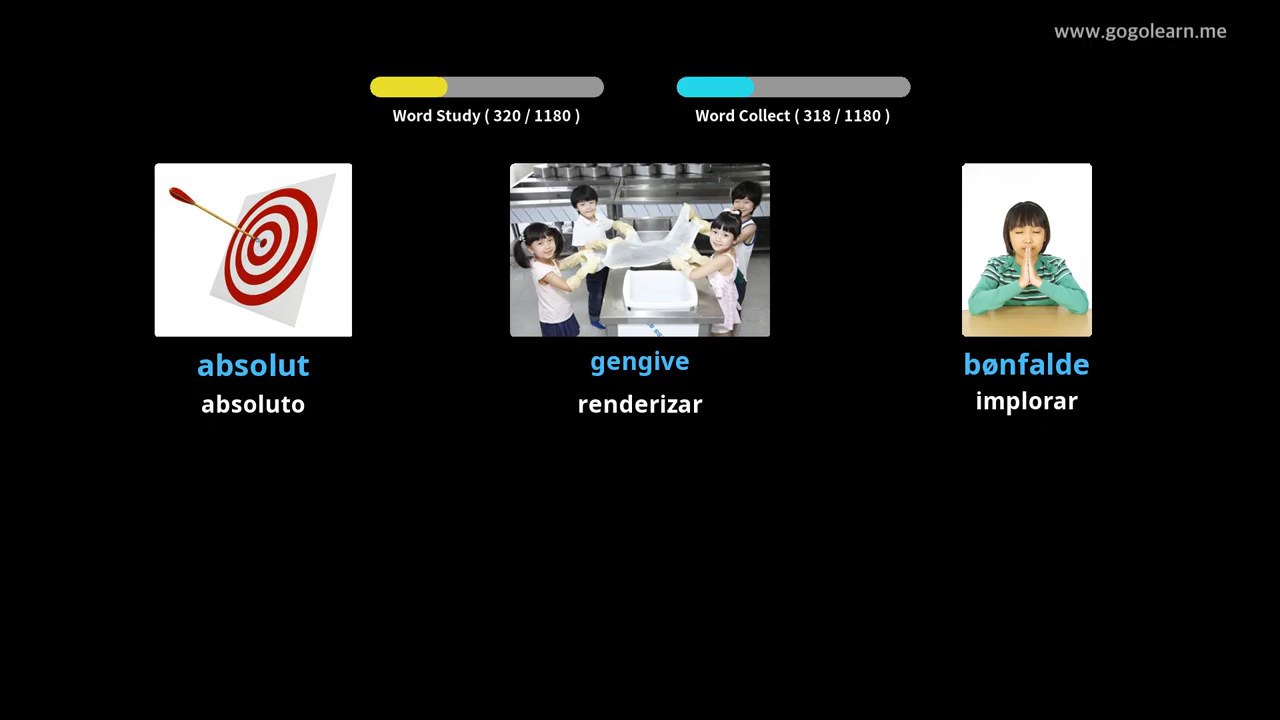 www.gogolearn.me
Word Study ( 320 / 1180 )
Word Collect ( 318 / 1180 )
absolut
gengive
bønfalde
absoluto
renderizar
implorar